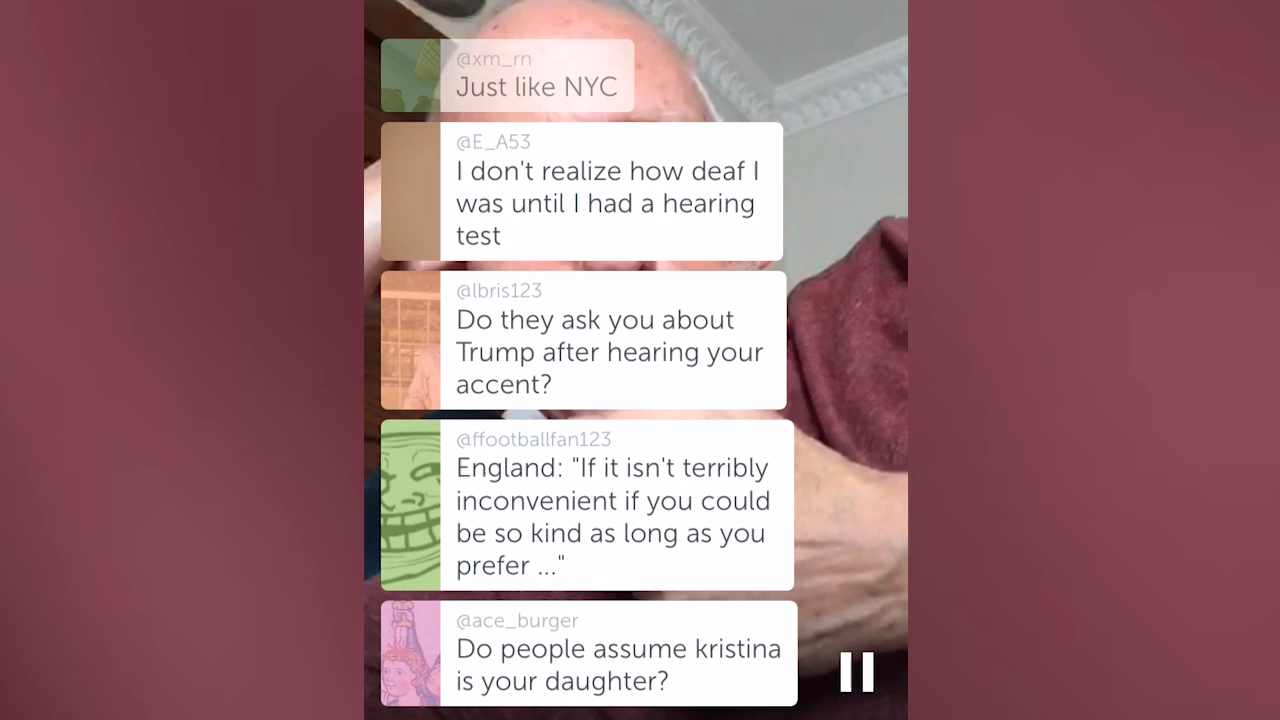 @xm_rn
Just like NYC
@E_A53
I don't realize how deaf I
was until I had a hearing
test
@lbris123
Do they ask you about
Trump after hearing your
accent?
@ffootballfan123
England: "If it isn't terribly
inconvenient if you could
be so kind as long as you
prefer ..."
@ace_burger
Do people assume kristina
is your daughter?